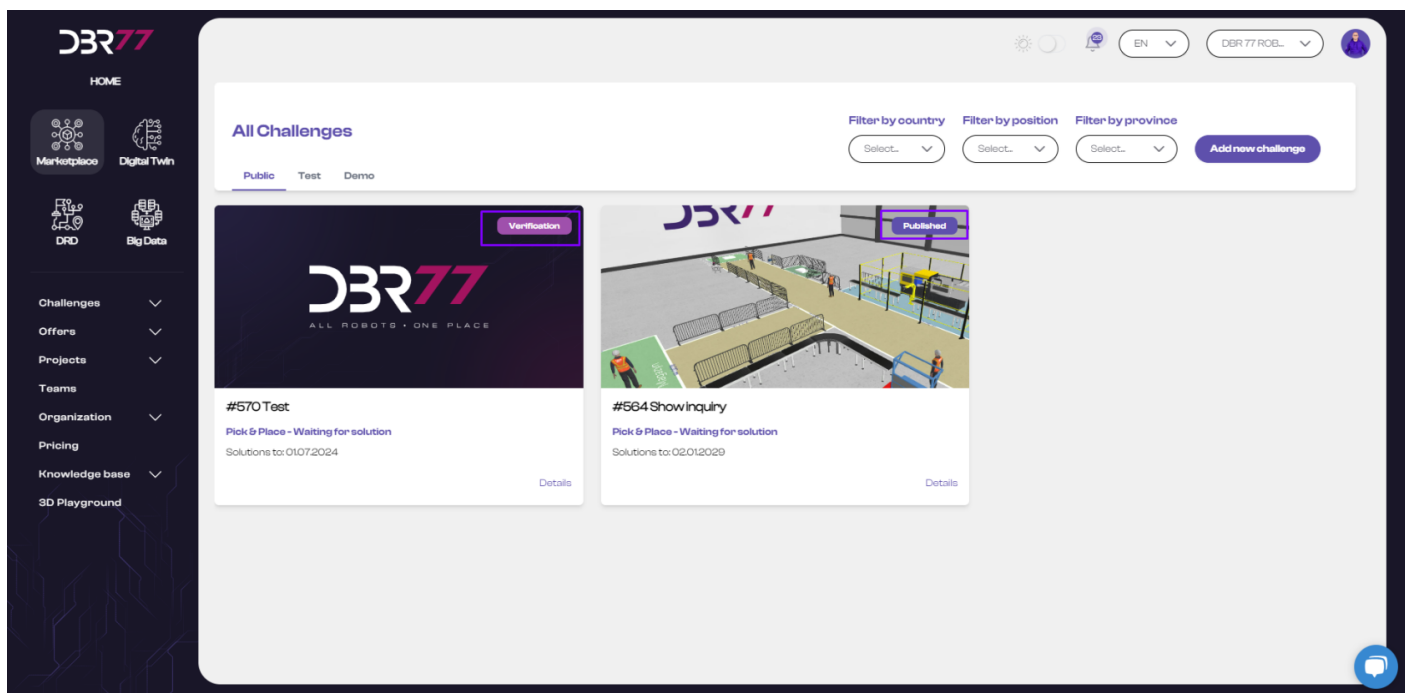 DBR77
HOME
Marketplace
Digital Twin
DRD
Big Data
Challenges
Offers
Projects
Teams
Organization
Pricing
Knowledge base
3D Playground
29
EN
DBR 77 ROB...
All Challenges
Filter by country
Filter by position
Filter by province
Select...
Select...
Select...
Add new challenge
Public
Test
Demo
Verification
DBR77
ALL ROBOTS • ONE PLACE
#570 Test
Pick & Place - Waiting for solution
Solutions to: 01.07.2024
Details
DBR77
Published
#564 Show inquiry
Pick & Place - Waiting for solution
Solutions to: 02.01.2029
Details